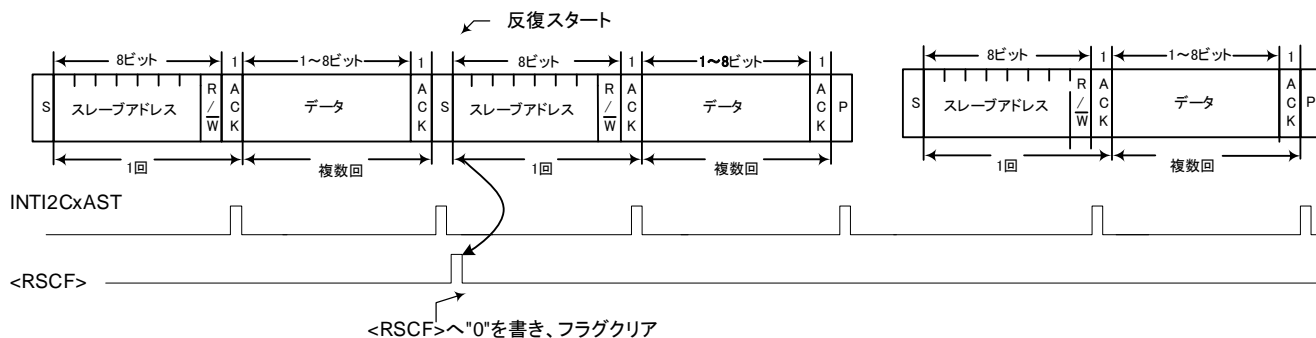 反復スタート
8ビット 1 1～8ビット 1 8ビット 1 1～8ビット 1
S スレーブアドレス R/W ACK データ ACK S スレーブアドレス R/W ACK データ ACK P
1回 複数回 1回 複数回
8ビット 1 1～8ビット 1
S スレーブアドレス R/W ACK データ ACK P
1回 複数回
INTI2CxAST
<RSCF>
<RSCF>へ"0"を書き、フラグクリア